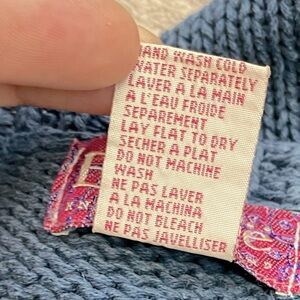 HAND WASH COLD
WATER SEPARATELY
LAVER A LA MAIN
A L'EAU FROIDE
SEPAREMENT
LAY FLAT TO DRY
SECHER A PLAT
DO NOT MACHINE
WASH
NE PAS LAVER
A LA MACHINA
DO NOT BLEACH
NE PAS JAVELLISER